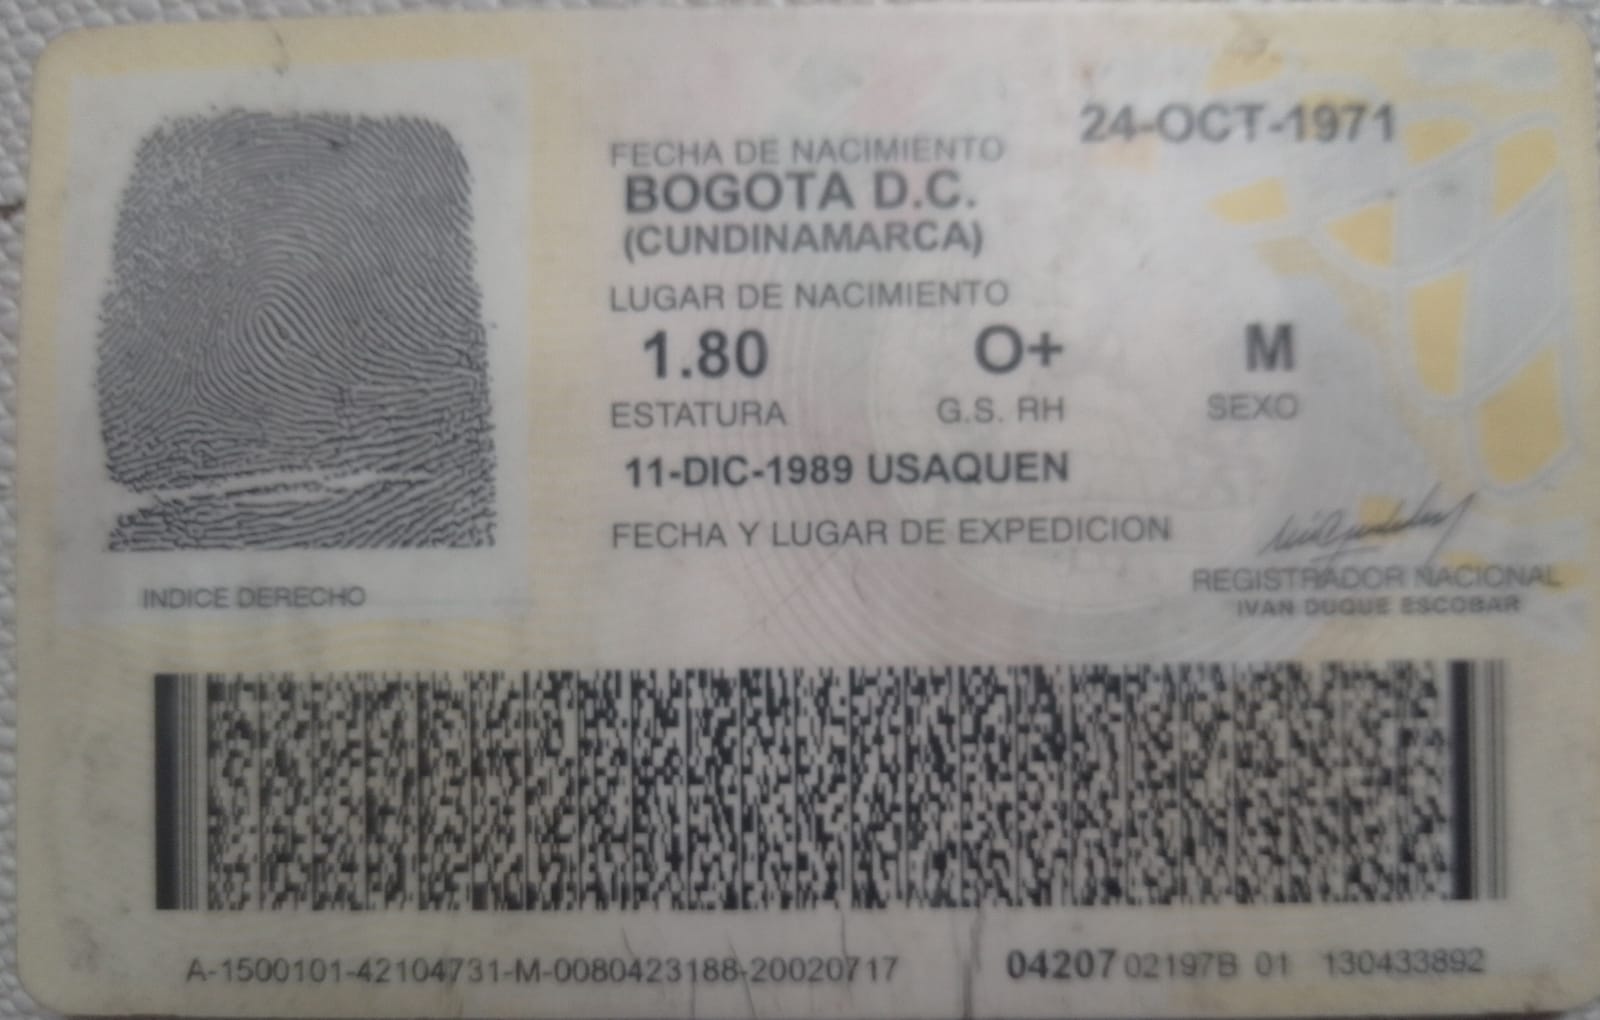 24-OCT-1971
FECHA DE NACIMIENTO
BOGOTA D.C.
(CUNDINAMARCA)
LUGAR DE NACIMIENTO
1.80 O+ M
ESTATURA G.S. RH SEXO
11-DIC-1989 USAQUEN
FECHA Y LUGAR DE EXPEDICION
REGISTRADOR NACIONAL
IVAN DUQUE ESCOBAR
INDICE DERECHO
A-1500101-42104731-M-0080423188-20020717 04207 02197B 01 130433892